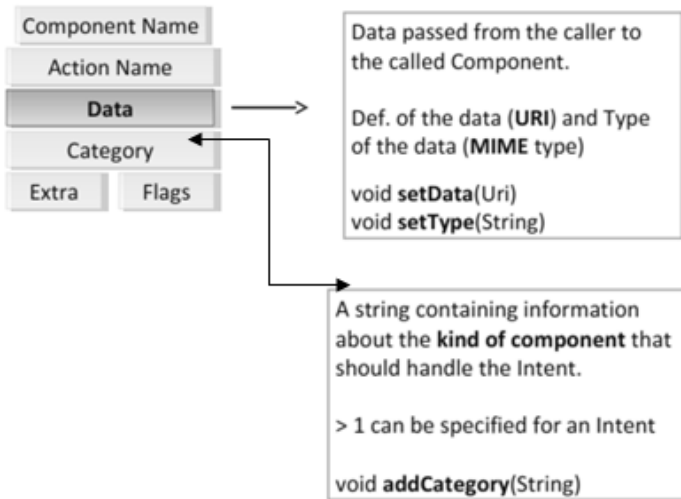 Component Name
Action Name
Data
Category
Extra
Flags
Data passed from the caller to
the called Component.
Def. of the data (URI) and Type
of the data (MIME type)
void setData(Uri)
void setType(String)
A string containing information
about the kind of component that
should handle the Intent.
> 1 can be specified for an Intent
void addCategory(String)